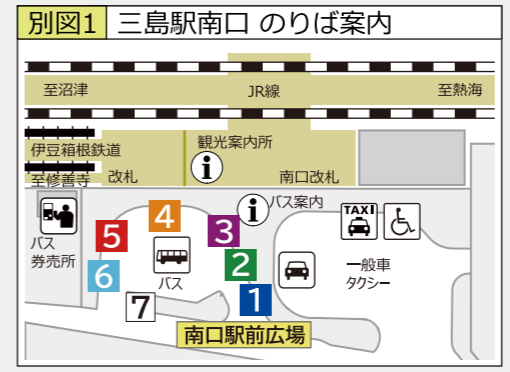 別図1 三島駅南口 のりば案内
至沼津 JR線 至熱海
伊豆箱根鉄道
至修善寺 改札
観光案内所
i
南口改札
i バス案内
TAXI
バス
券売所
4
5
3
6
2
バス
7
1
一般車
タクシー
南口駅前広場